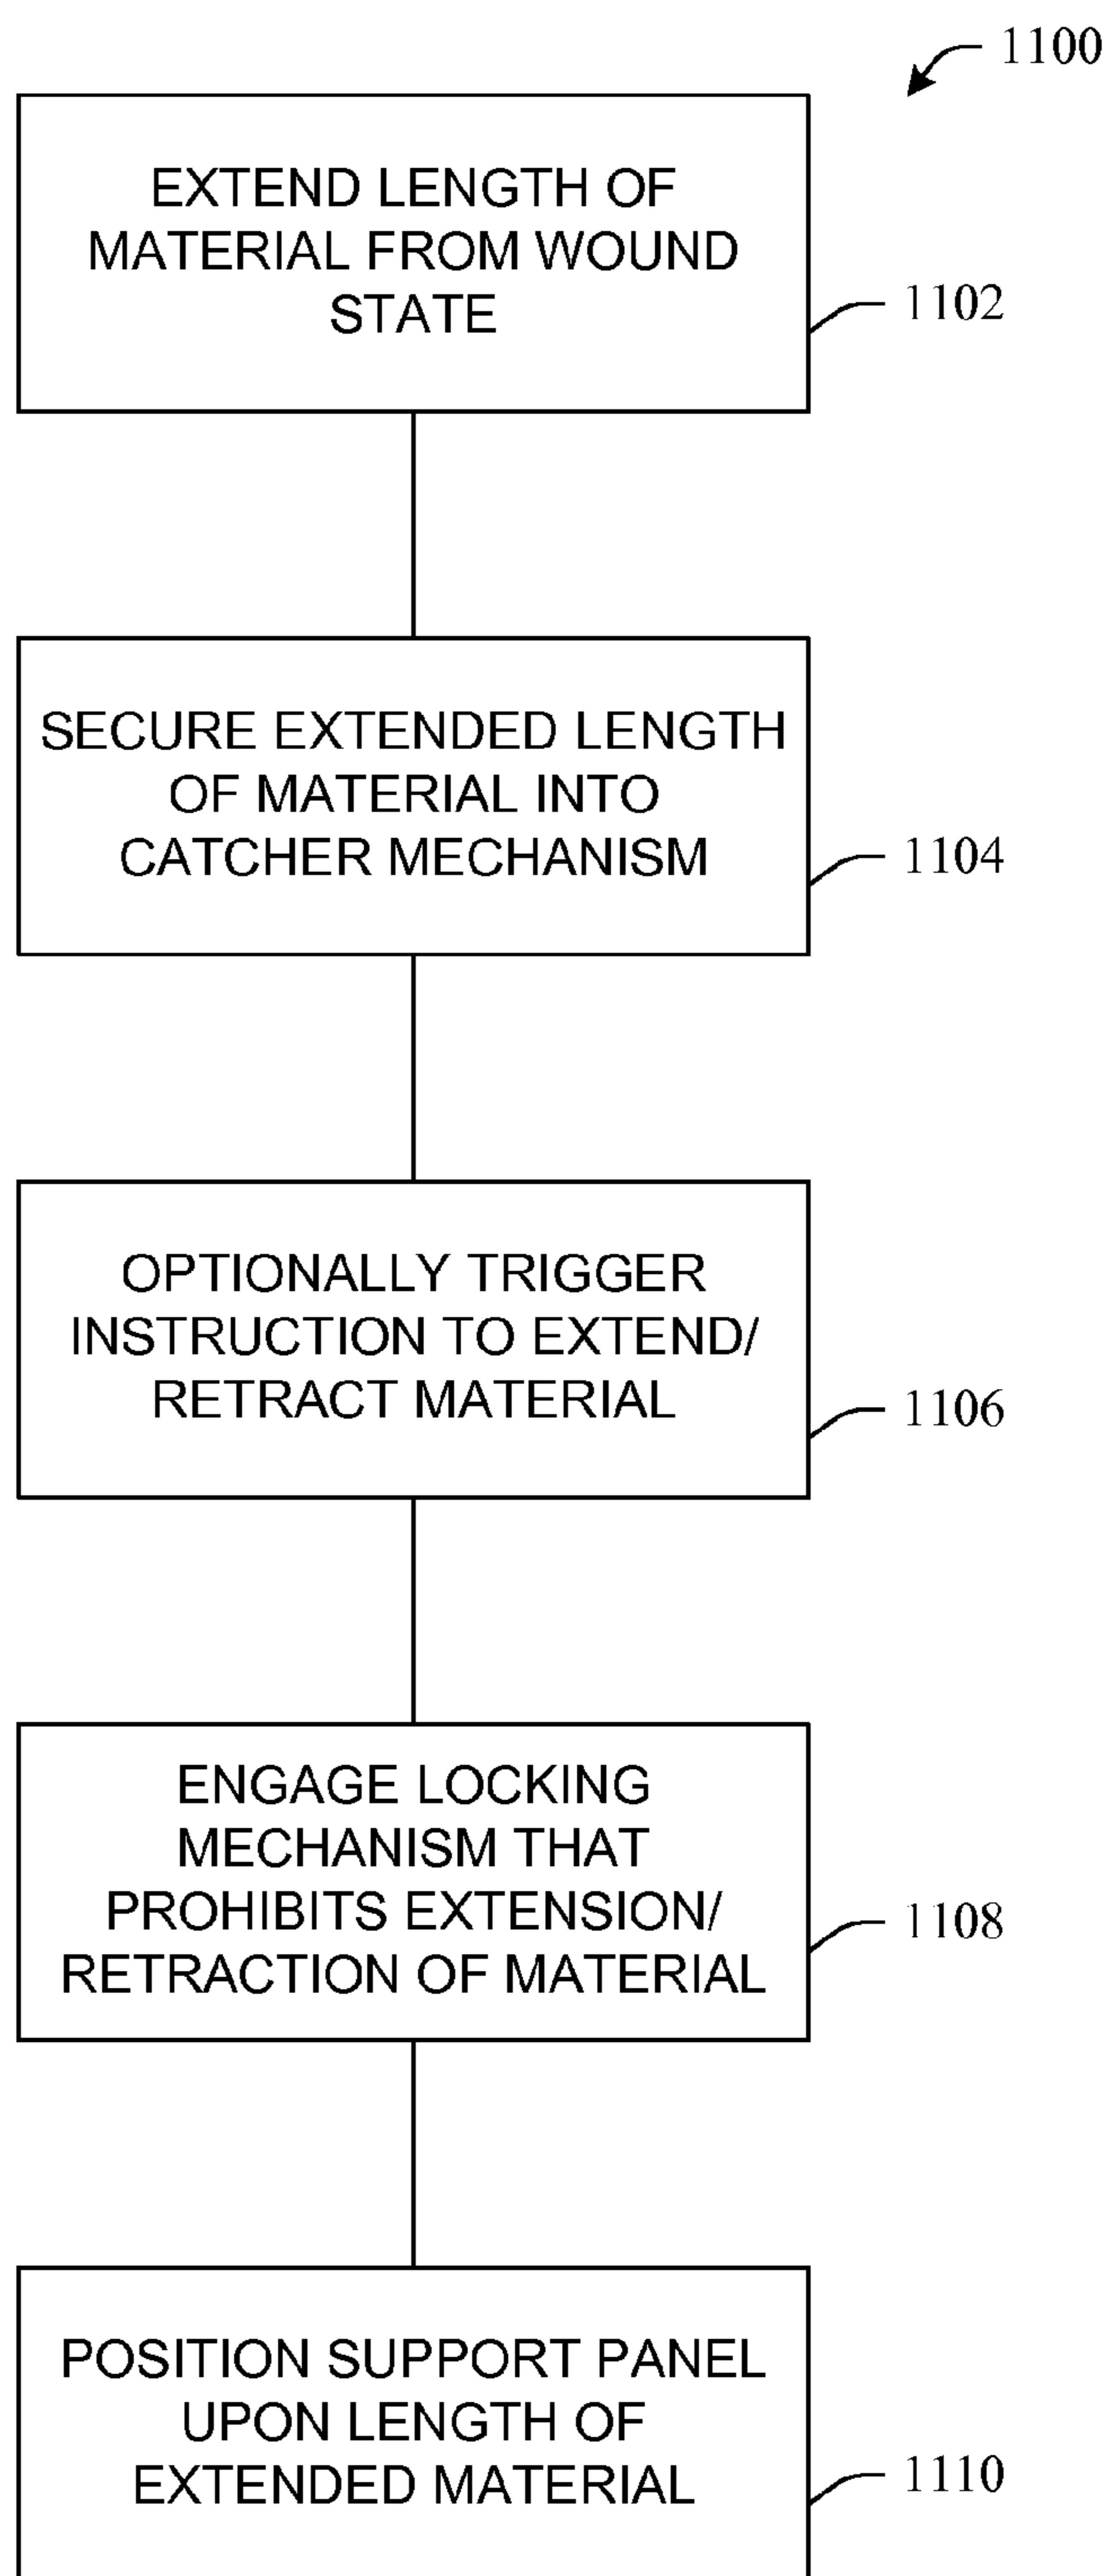 1100
EXTEND LENGTH OF
MATERIAL FROM WOUND
STATE
1102
SECURE EXTENDED LENGTH
OF MATERIAL INTO
CATCHER MECHANISM
1104
OPTIONALLY TRIGGER
INSTRUCTION TO EXTEND/
RETRACT MATERIAL
1106
ENGAGE LOCKING
MECHANISM THAT
PROHIBITS EXTENSION/
RETRACTION OF MATERIAL
1108
POSITION SUPPORT PANEL
UPON LENGTH OF
EXTENDED MATERIAL
1110